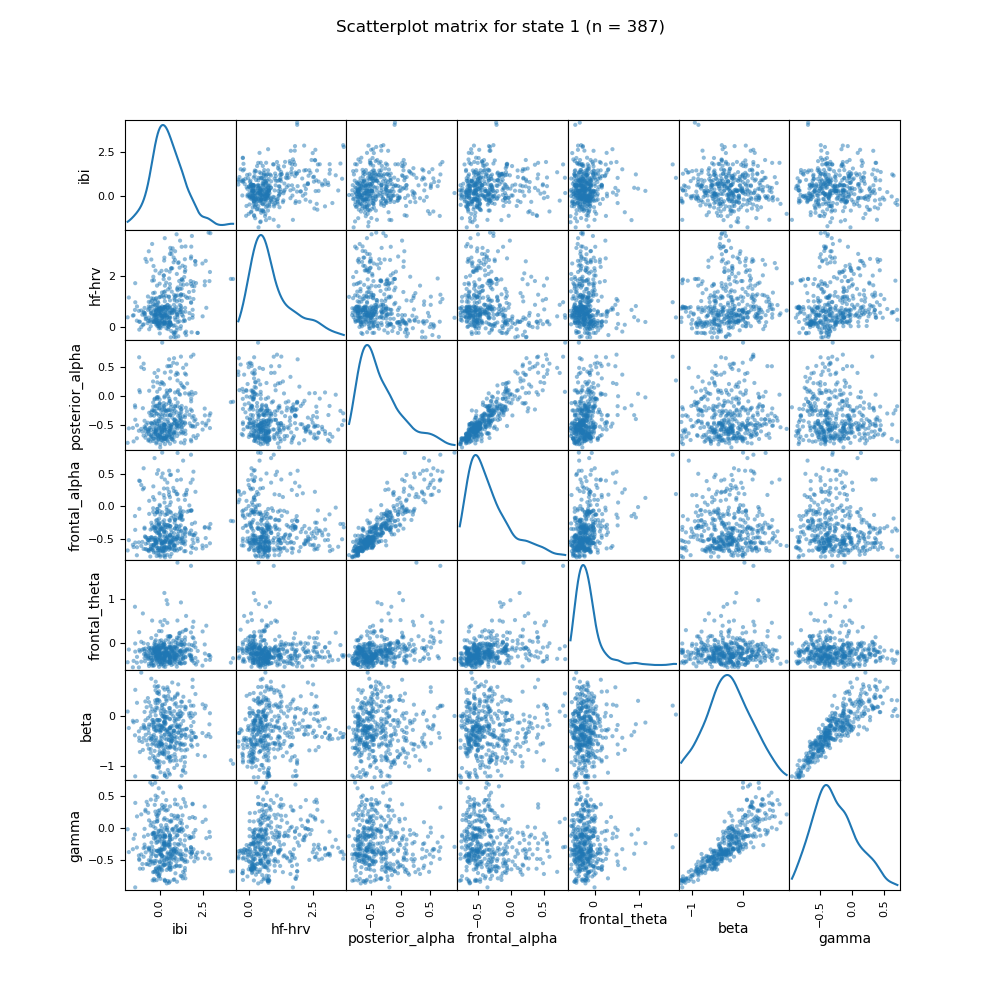 Scatterplot matrix for state 1 (n = 387)
ibi
2.5
0.0
hf-hrv
2
0
posterior_alpha
0.5
0.0
−0.5
frontal_alpha
0.5
0.0
−0.5
frontal_theta
1
0
beta
0
−1
gamma
0.5
0.0
−0.5
0.0 2.5 0.0 2.5 −0.5 0.0 0.5 −0.5 0.0 0.5 0 1 −1 0 −0.5 0.0 0.5
ibi hf-hrv posterior_alpha frontal_alpha frontal_theta beta gamma